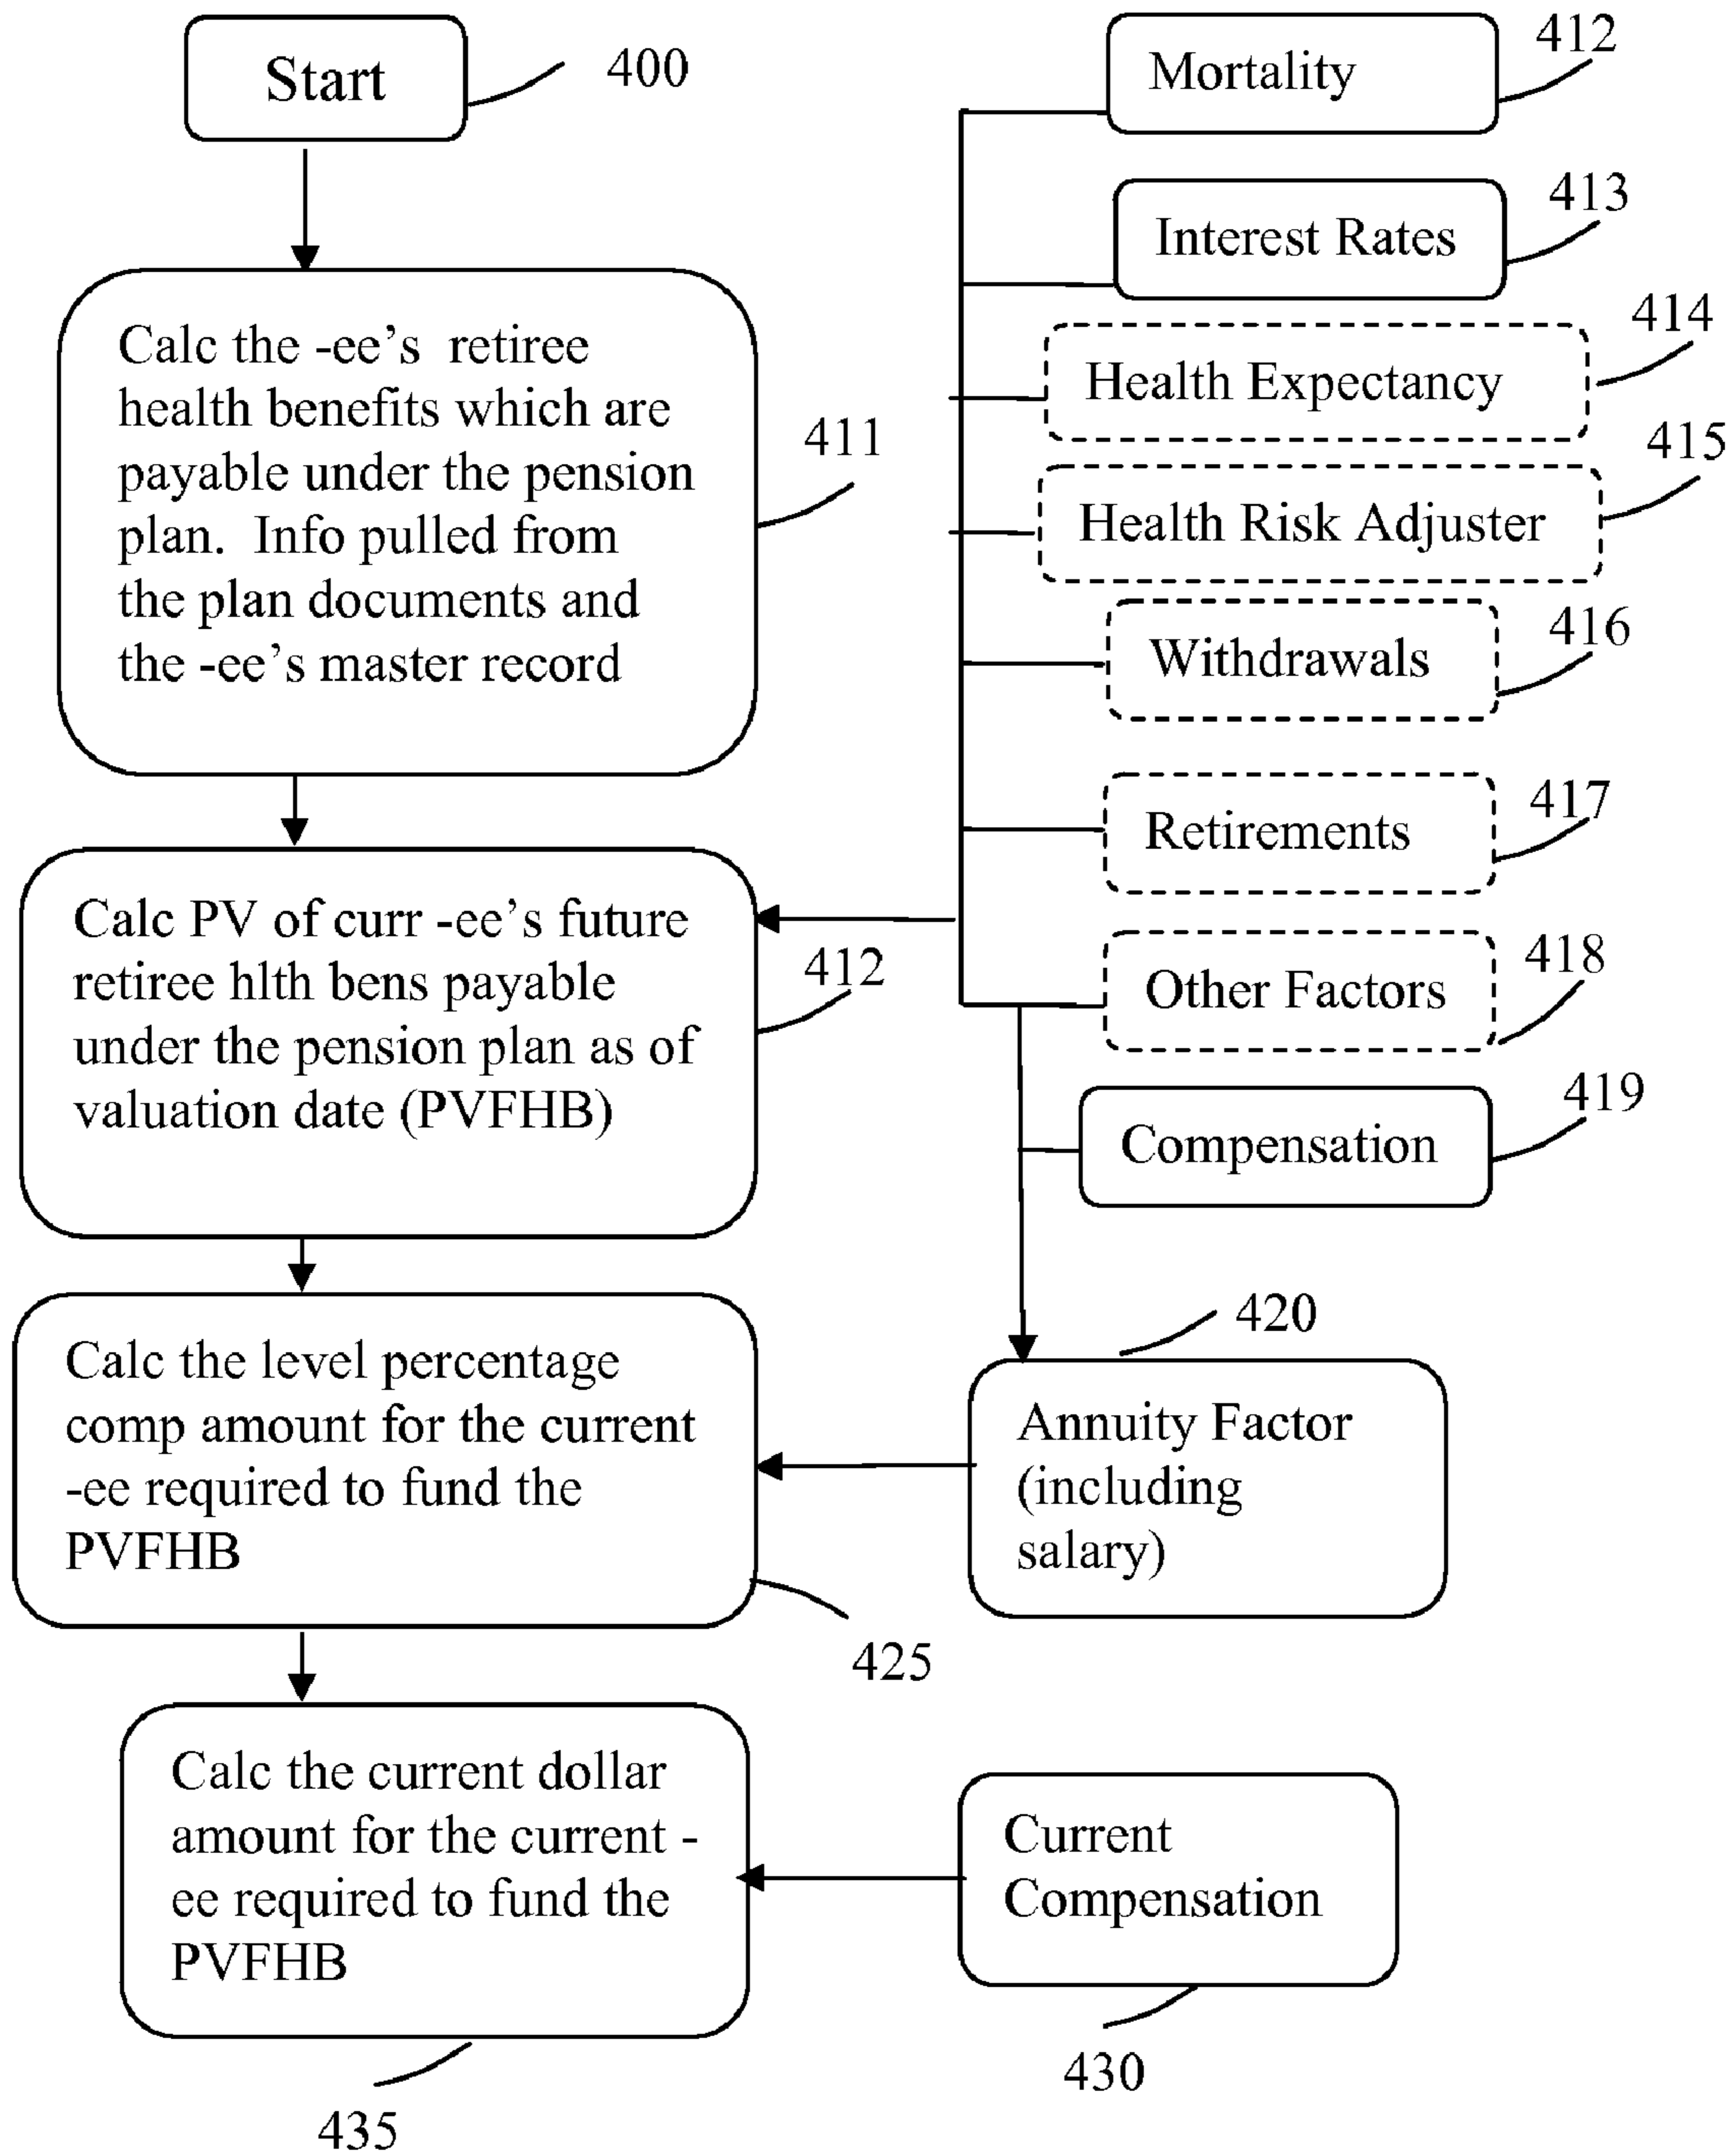 Start
400
Calc the -ee's retiree
health benefits which are
payable under the pension
plan. Info pulled from
the plan documents and
the -ee's master record
411
Calc PV of curr -ee's future
retiree hlth bens payable
under the pension plan as of
valuation date (PVFHB)
412
Calc the level percentage
comp amount for the current
-ee required to fund the
PVFHB
425
Calc the current dollar
amount for the current -
ee required to fund the
PVFHB
435
Mortality
412
Interest Rates
413
Health Expectancy
414
Health Risk Adjuster
415
Withdrawals
416
Retirements
417
Other Factors
418
Compensation
419
420
Annuity Factor
(including
salary)
Current
Compensation
430